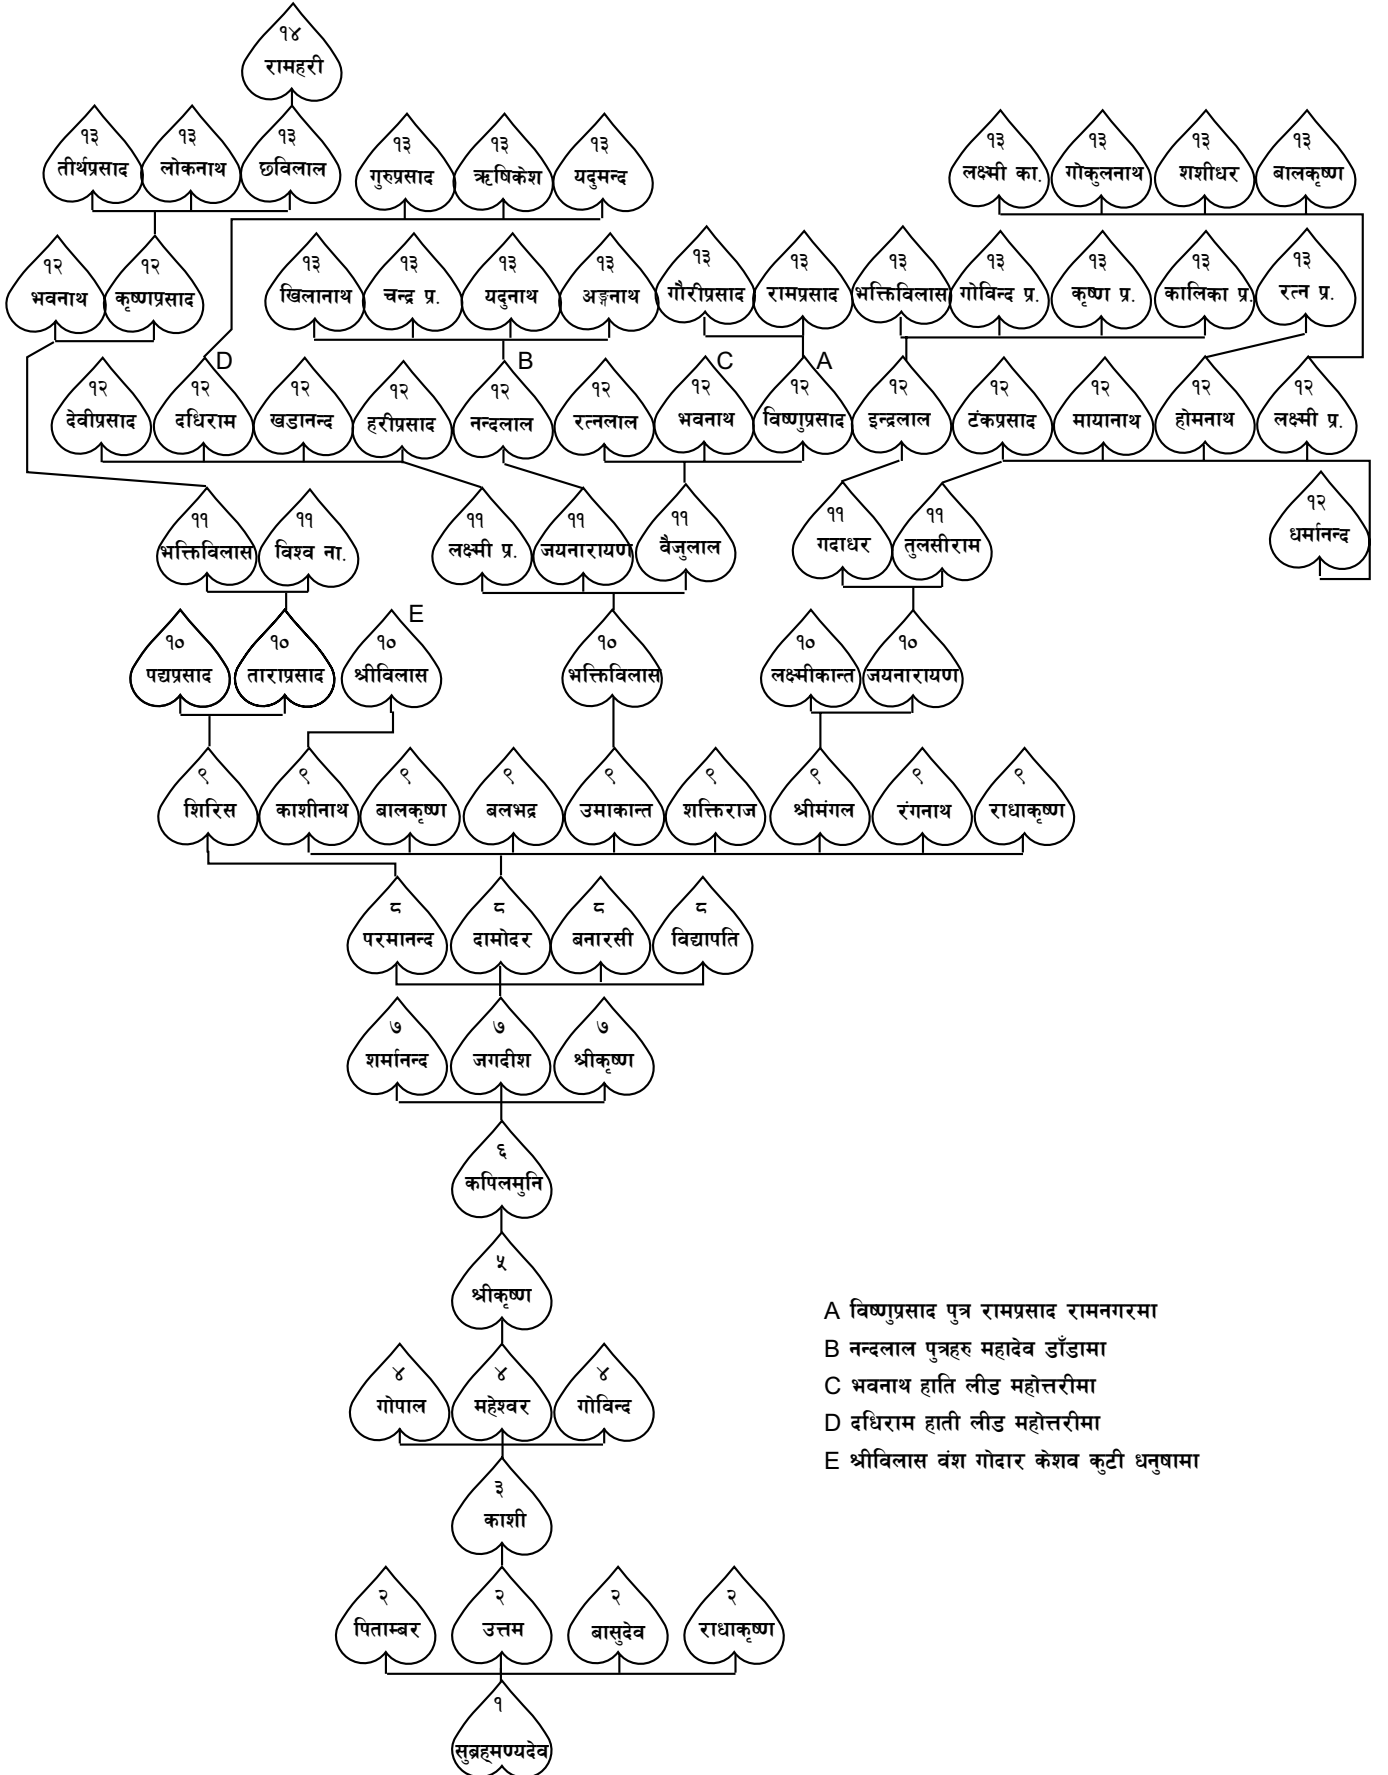 १४
रामहरी
१३ १३ १३ १३ १३ १३ १३ १३ १३ १३
तीर्थप्रसाद लोकनाथ छविलाल गुरुप्रसाद ऋषिकेश यदुमन्द लक्ष्मी का. गोकुलनाथ शशीधर बालकृष्ण
१२ १२ १३ १३ १३ १३ १३ १३ १३ १३ १३ १३ १३
भवनाथ कृष्णप्रसाद खिलानाथ चन्द्र प्र. यदुनाथ अङ्गनाथ गौरीप्रसाद रामप्रसाद भक्तिविलास गोविन्द प्र. कृष्ण प्र. कालिका प्र. रत्न प्र.
D B C A
१२ १२ १२ १२ १२ १२ १२ १२ १२ १२ १२ १२ १२
देवीप्रसाद दधिराम खडानन्द हरीप्रसाद नन्दलाल रत्नलाल भवनाथ विष्णुप्रसाद इन्द्रलाल टंकप्रसाद मायानाथ होमनाथ लक्ष्मी प्र.
११ ११ ११ ११ ११ ११ ११ १२
भक्तिविलास विश्व ना. लक्ष्मी प्र. जयनारायण वैजुलाल गदाधर तुलसीराम धर्मानन्द
E
१० १० १० १० १० १०
पद्यप्रसाद ताराप्रसाद श्रीविलास भक्तिविलास लक्ष्मीकान्त जयनारायण
९ ९ ९ ९ ९ ९ ९ ९ ९
शिरिस काशीनाथ बालकृष्ण बलभद्र उमाकान्त शक्तिराज श्रीमंगल रंगनाथ राधाकृष्ण
८ ८ ८ ८
परमानन्द दामोदर बनारसी विद्यापति
७ ७ ७
शर्मानन्द जगदीश श्रीकृष्ण
६
कपिलमुनि
५
श्रीकृष्ण
४ ४ ४
गोपाल महेश्वर गोविन्द
३
काशी
२ २ २ २
पिताम्बर उत्तम बासुदेव राधाकृष्ण
१
सुब्रह्मण्यदेव
A विष्णुप्रसाद पुत्र रामप्रसाद रामनगरमा
B नन्दलाल पुत्रहरु महादेव डाँडामा
C भवनाथ हाति लीड महोत्तरीमा
D दधिराम हाती लीड महोत्तरीमा
E श्रीविलास वंश गोदार केशव कुटी धनुषामा